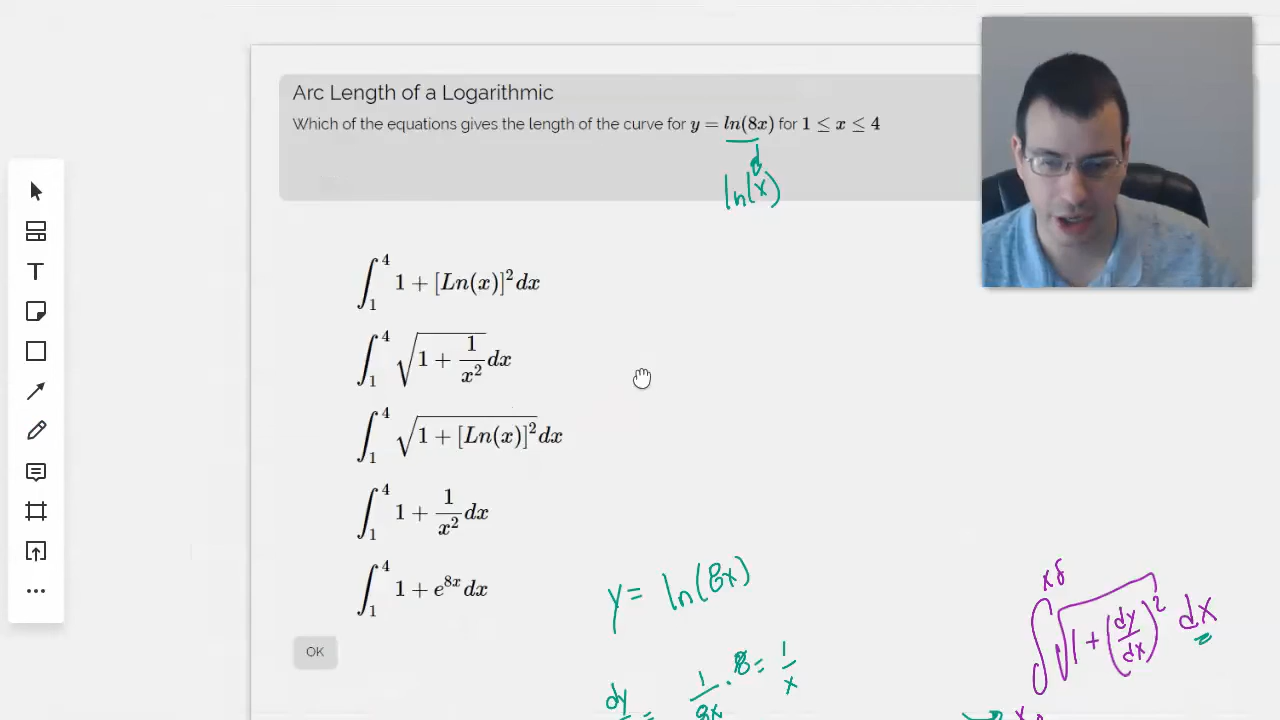 Arc Length of a Logarithmic
Which of the equations gives the length of the curve for y = ln(8x) for 1 ≤ x ≤ 4
ln(x)
∫₁⁴ 1 + [Ln(x)]² dx
∫₁⁴ √(1 + 1/x²) dx
∫₁⁴ √(1 + [Ln(x)]²) dx
∫₁⁴ 1 + 1/x² dx
∫₁⁴ 1 + e^{8x} dx
y = ln(8x)
xf
∫ √(1 + (dy/dx)²) dx
OK
dy = 1/8x · 8 = 1/x
x
T